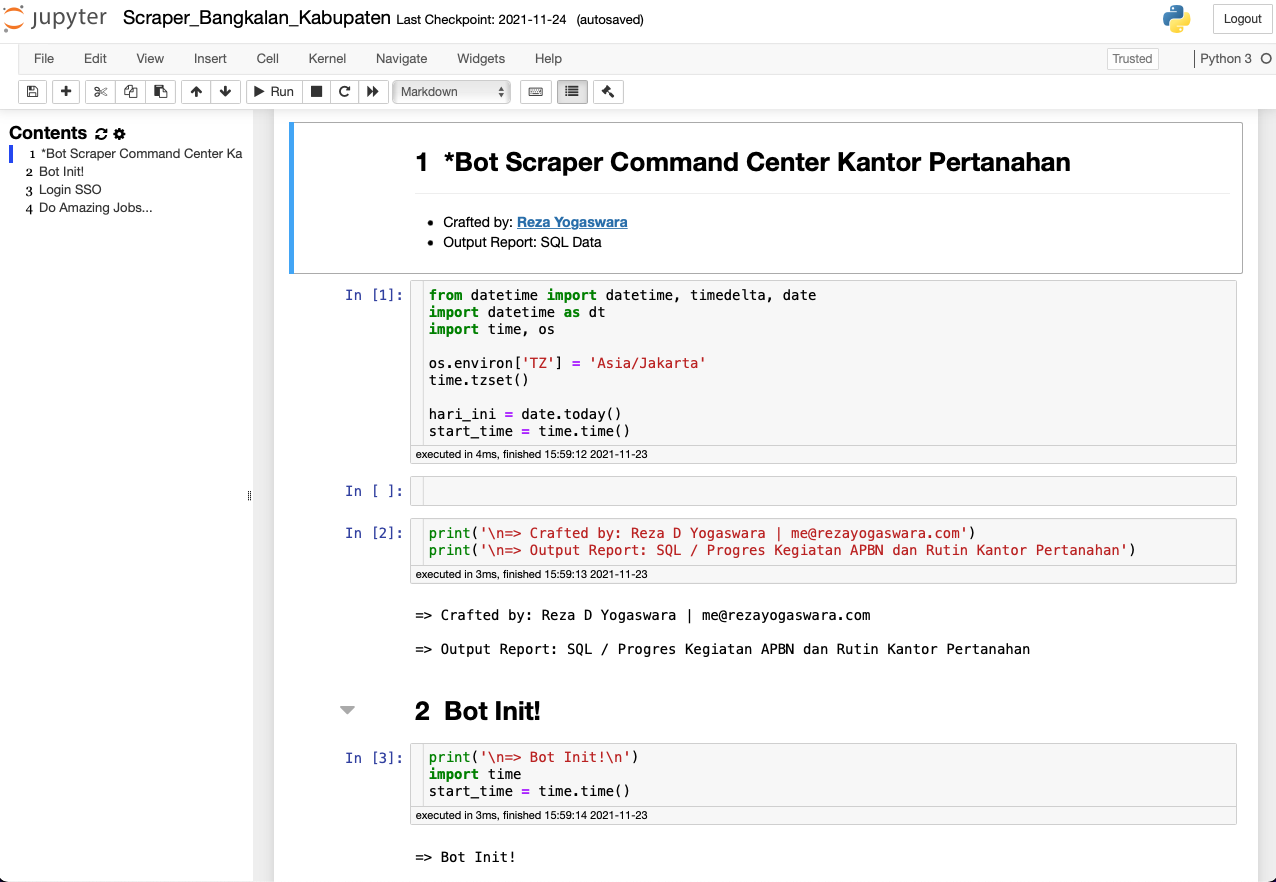 jupyter Scraper_Bangkalan_Kabupaten Last Checkpoint: 2021-11-24 (autosaved)
Logout
File Edit View Insert Cell Kernel Navigate Widgets Help
Trusted
Python 3
Run
Markdown
Contents
1 *Bot Scraper Command Center Ka
2 Bot Init!
3 Login SSO
4 Do Amazing Jobs...
1 *Bot Scraper Command Center Kantor Pertanahan
Crafted by: Reza Yogaswara
Output Report: SQL Data
In [1]:
from datetime import datetime, timedelta, date
import datetime as dt
import time, os
os.environ['TZ'] = 'Asia/Jakarta'
time.tzset()
hari_ini = date.today()
start_time = time.time()
executed in 4ms, finished 15:59:12 2021-11-23
In [ ]:
In [2]:
print('\n=> Crafted by: Reza D Yogaswara | me@rezayogaswara.com')
print('\n=> Output Report: SQL / Progres Kegiatan APBN dan Rutin Kantor Pertanahan')
executed in 3ms, finished 15:59:13 2021-11-23
=> Crafted by: Reza D Yogaswara | me@rezayogaswara.com
=> Output Report: SQL / Progres Kegiatan APBN dan Rutin Kantor Pertanahan
2 Bot Init!
In [3]:
print('\n=> Bot Init!\n')
import time
start_time = time.time()
executed in 3ms, finished 15:59:14 2021-11-23
=> Bot Init!